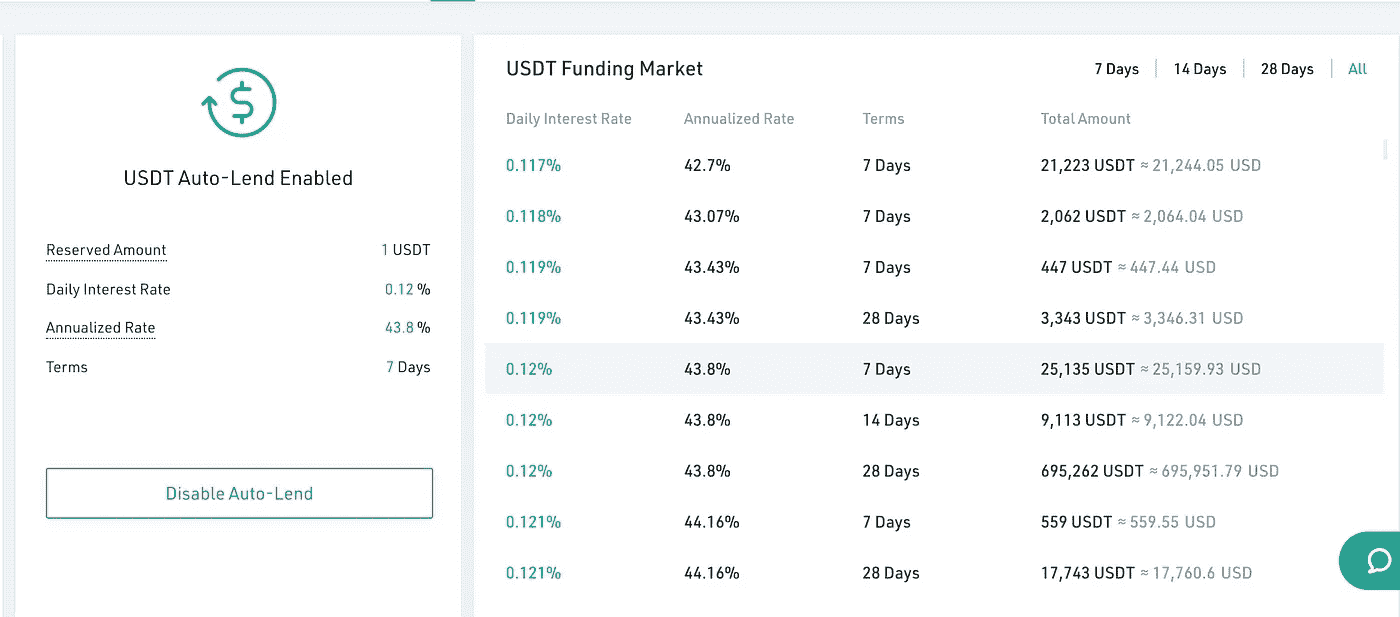 USDT Auto-Lend Enabled
Reserved Amount 1 USDT
Daily Interest Rate 0.12 %
Annualized Rate 43.8 %
Terms 7 Days
Disable Auto-Lend
USDT Funding Market 7 Days 14 Days 28 Days All
Daily Interest Rate Annualized Rate Terms Total Amount
0.117% 42.7% 7 Days 21,223 USDT ≈ 21,244.05 USD
0.118% 43.07% 7 Days 2,062 USDT ≈ 2,064.04 USD
0.119% 43.43% 7 Days 447 USDT ≈ 447.44 USD
0.119% 43.43% 28 Days 3,343 USDT ≈ 3,346.31 USD
0.12% 43.8% 7 Days 25,135 USDT ≈ 25,159.93 USD
0.12% 43.8% 14 Days 9,113 USDT ≈ 9,122.04 USD
0.12% 43.8% 28 Days 695,262 USDT ≈ 695,951.79 USD
0.121% 44.16% 7 Days 559 USDT ≈ 559.55 USD
0.121% 44.16% 28 Days 17,743 USDT ≈ 17,760.6 USD